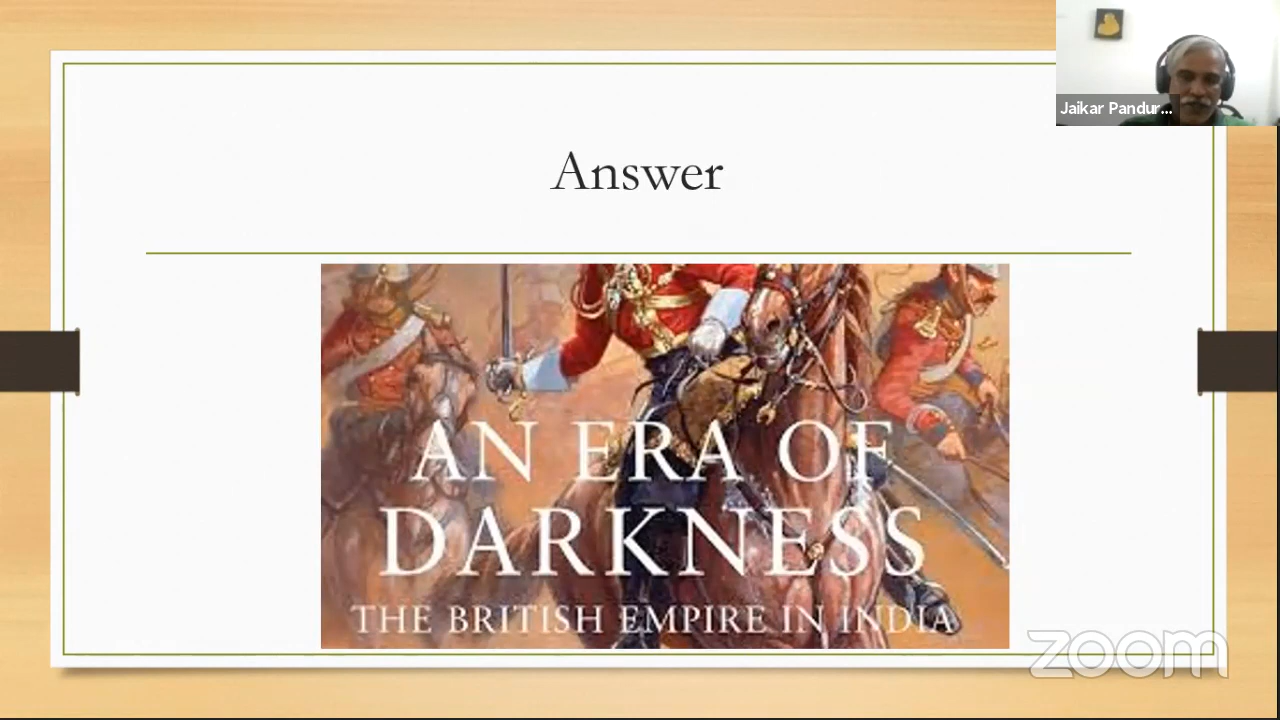 Jaikar Pandur...
Answer
AN ERA OF
DARKNESS
THE BRITISH EMPIRE IN INDIA
zoom